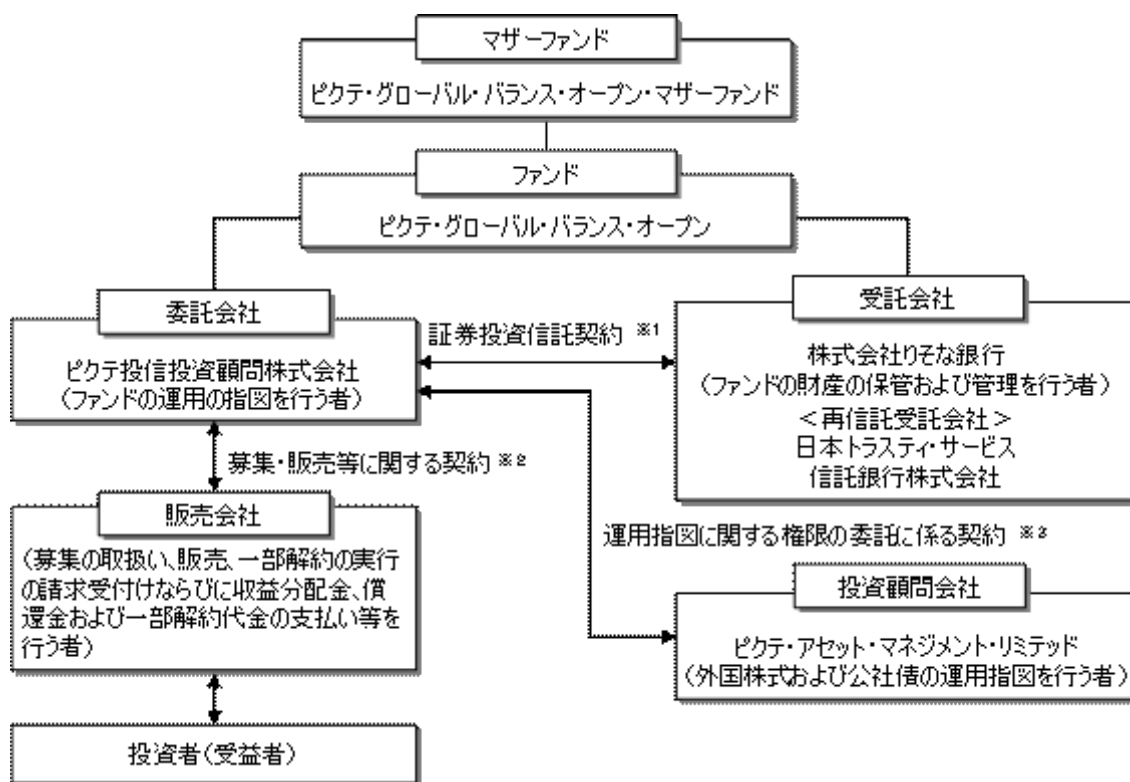 マザーファンド
ピクテ・グローバル・バランス・オープン・マザーファンド
ファンド
ピクテ・グローバル・バランス・オープン
委託会社
ピクテ投信投資顧問株式会社
(ファンドの運用の指図を行う者)
証券投資信託契約 ※1
受託会社
株式会社りそな銀行
(ファンドの財産の保管および管理を行う者)
<再信託受託会社>
日本トラスティ・サービス
信託銀行株式会社
募集・販売等に関する契約 ※2
販売会社
(募集の取扱い、販売、一部解約の実行
の請求受付けならびに収益分配金、償
還金および一部解約代金の支払い等を
行う者)
運用指図に関する権限の委託に係る契約 ※3
投資顧問会社
ピクテ・アセット・マネジメント・リミテッド
(外国株式および公社債の運用指図を行う者)
投資者(受益者)